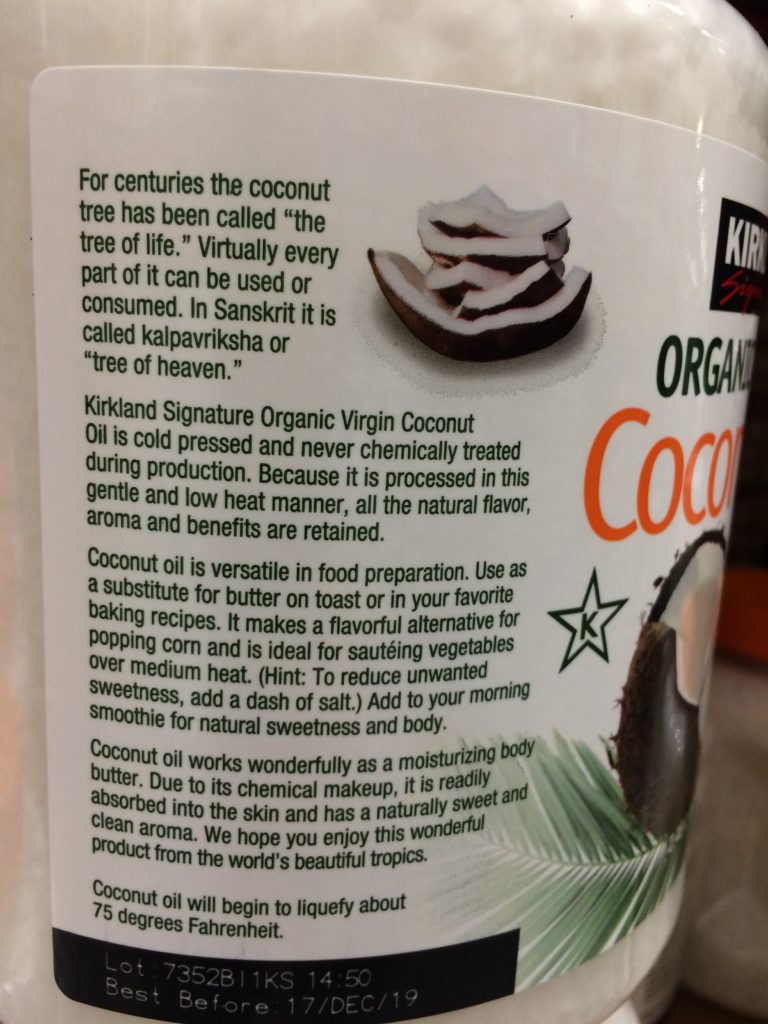 For centuries the coconut
tree has been called “the
tree of life.” Virtually every
part of it can be used or
consumed. In Sanskrit it is
called kalpavriksha or
“tree of heaven.”
Kirkland Signature Organic Virgin Coconut
Oil is cold pressed and never chemically treated
during production. Because it is processed in this
gentle and low heat manner, all the natural flavor,
aroma and benefits are retained.
Coconut oil is versatile in food preparation. Use as
a substitute for butter on toast or in your favorite
baking recipes. It makes a flavorful alternative for
popping corn and is ideal for sautéing vegetables
over medium heat. (Hint: To reduce unwanted
sweetness, add a dash of salt.) Add to your morning
smoothie for natural sweetness and body.
Coconut oil works wonderfully as a moisturizing body
butter. Due to its chemical makeup, it is readily
absorbed into the skin and has a naturally sweet and
clean aroma. We hope you enjoy this wonderful
product from the world's beautiful tropics.
Coconut oil will begin to liquefy about
75 degrees Fahrenheit.
Lot:7352BI1KS 14:50
Best Before:17/DEC/19
KIRK
Sig
ORGANI
Cocon
K